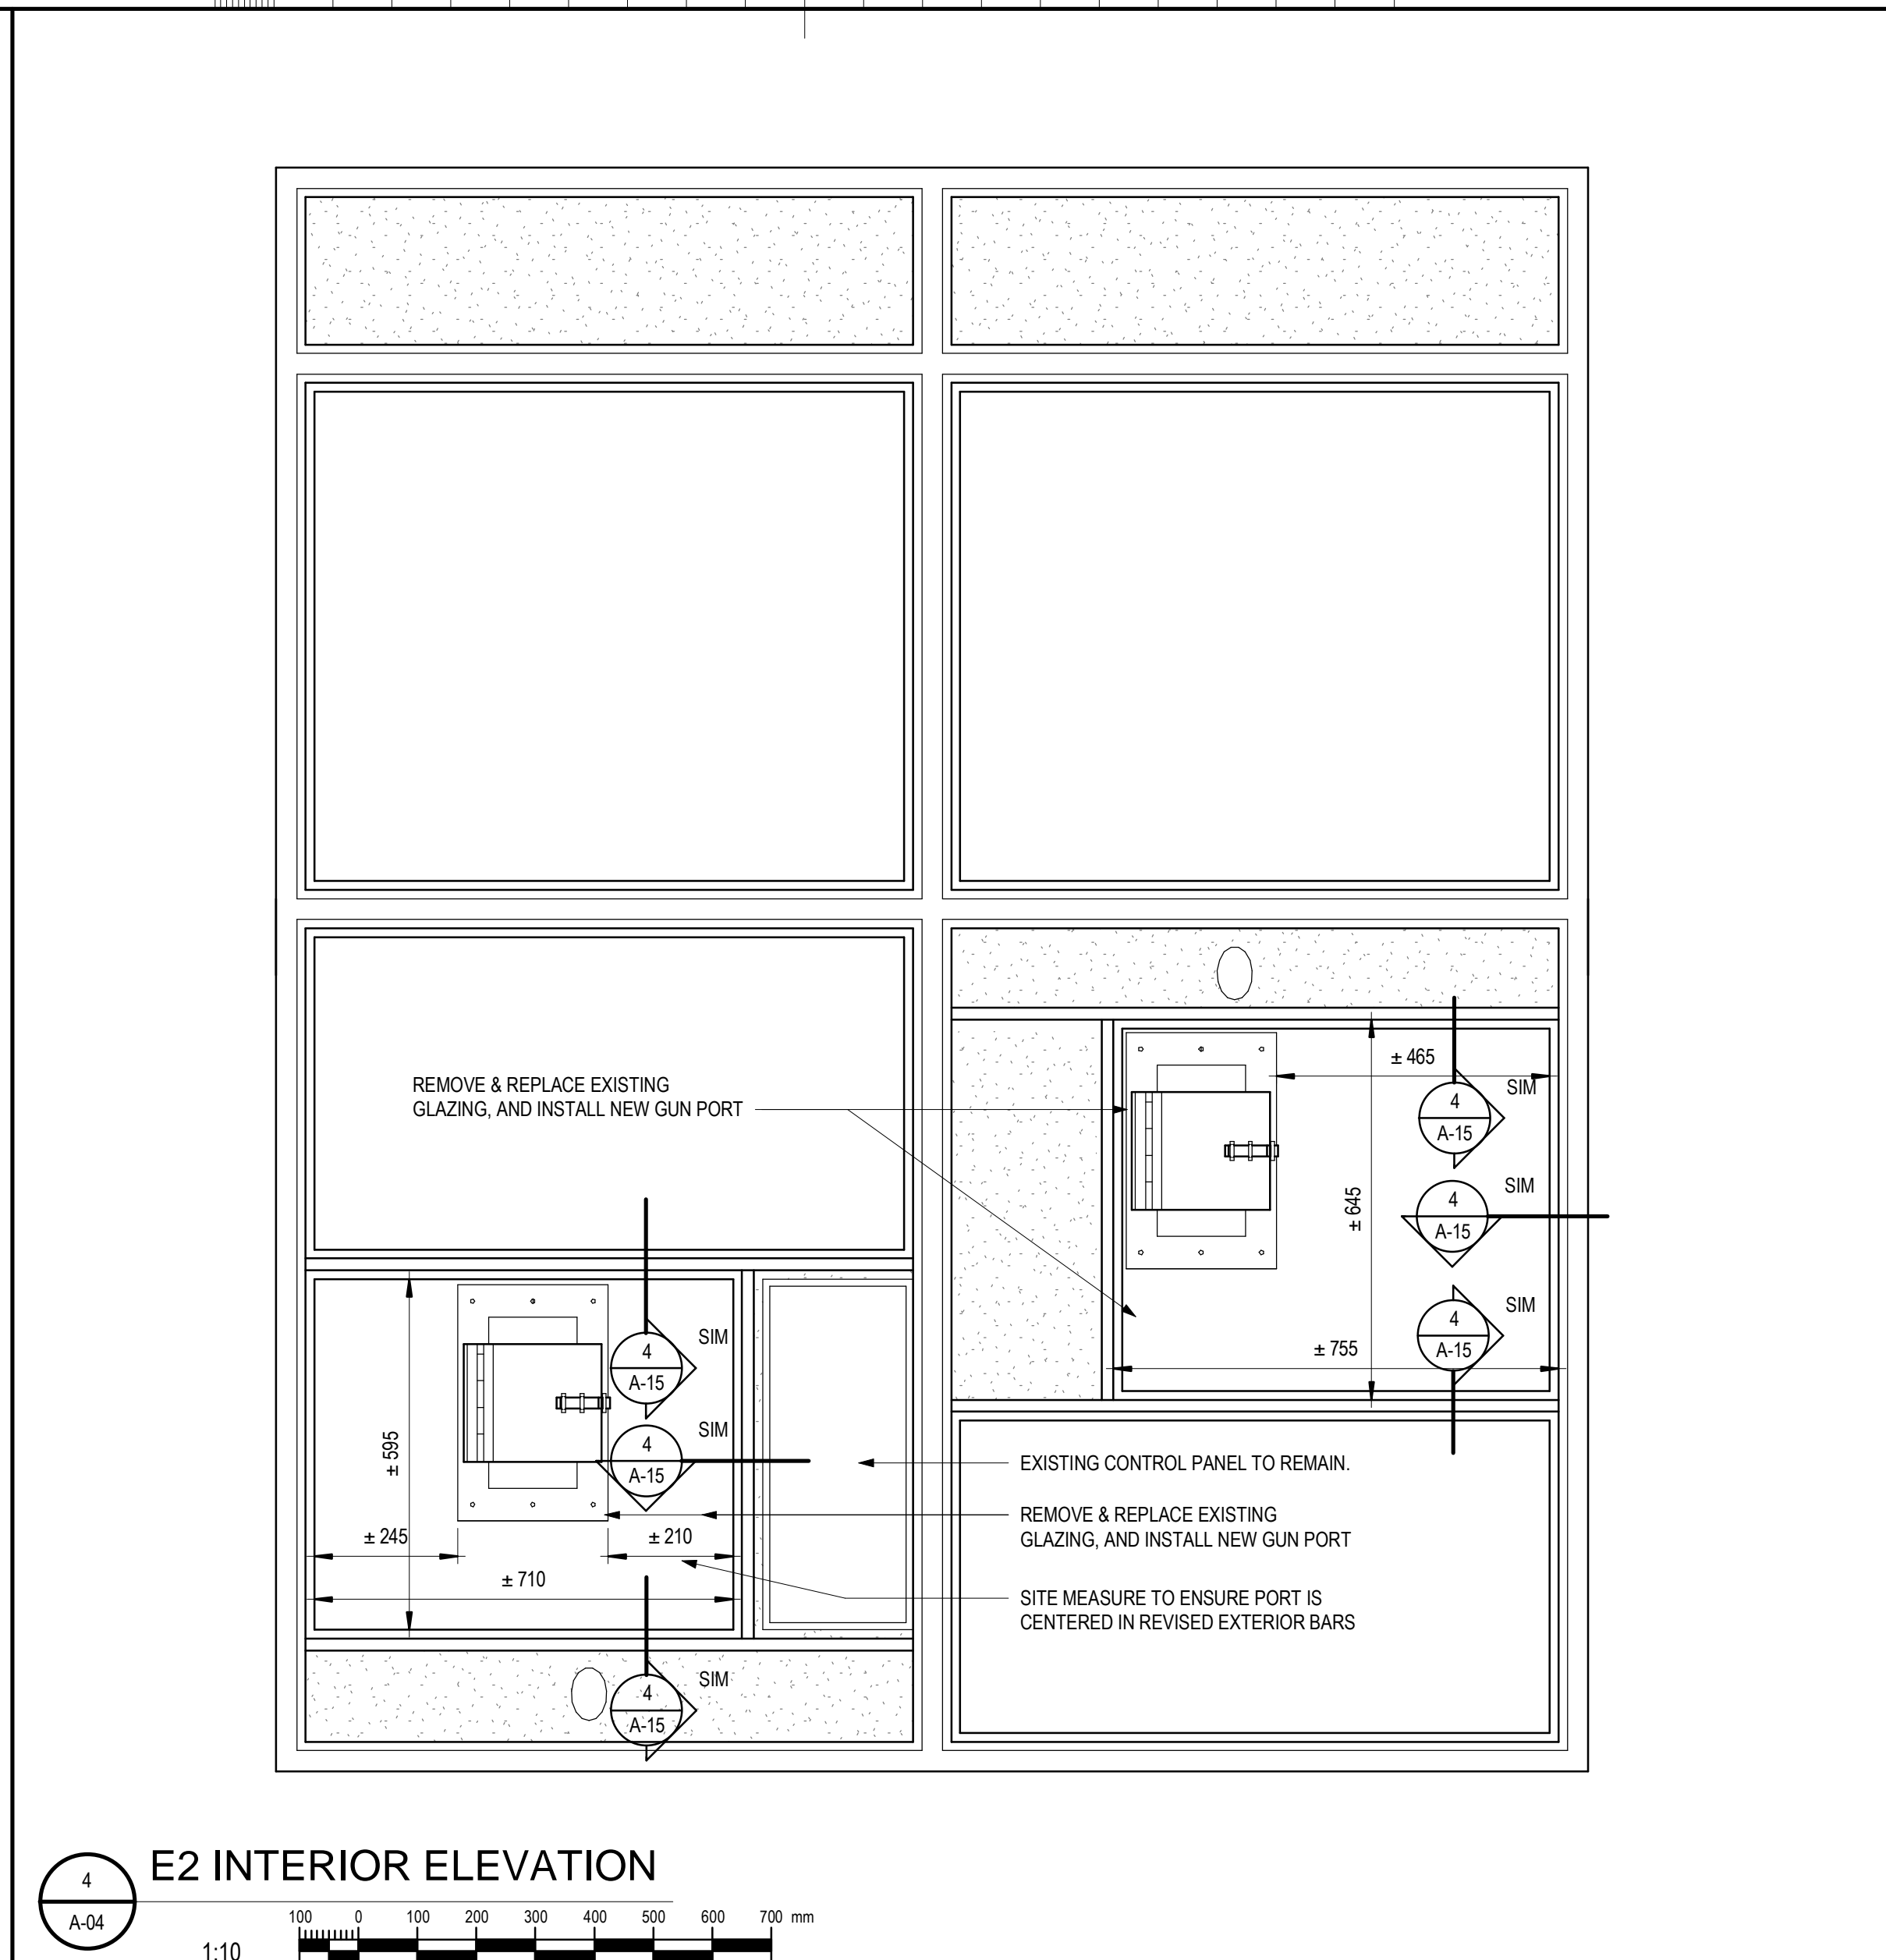 ± 465
SIM
4
A-15
REMOVE & REPLACE EXISTING
GLAZING, AND INSTALL NEW GUN PORT
SIM
4
A-15
± 645
SIM
4
A-15
± 755
SIM
4
A-15
SIM
4
A-15
± 595
EXISTING CONTROL PANEL TO REMAIN.
REMOVE & REPLACE EXISTING
GLAZING, AND INSTALL NEW GUN PORT
± 245
± 210
± 710
SITE MEASURE TO ENSURE PORT IS
CENTERED IN REVISED EXTERIOR BARS
SIM
4
A-15
4
A-04
E2 INTERIOR ELEVATION
100 0 100 200 300 400 500 600 700 mm
1:10